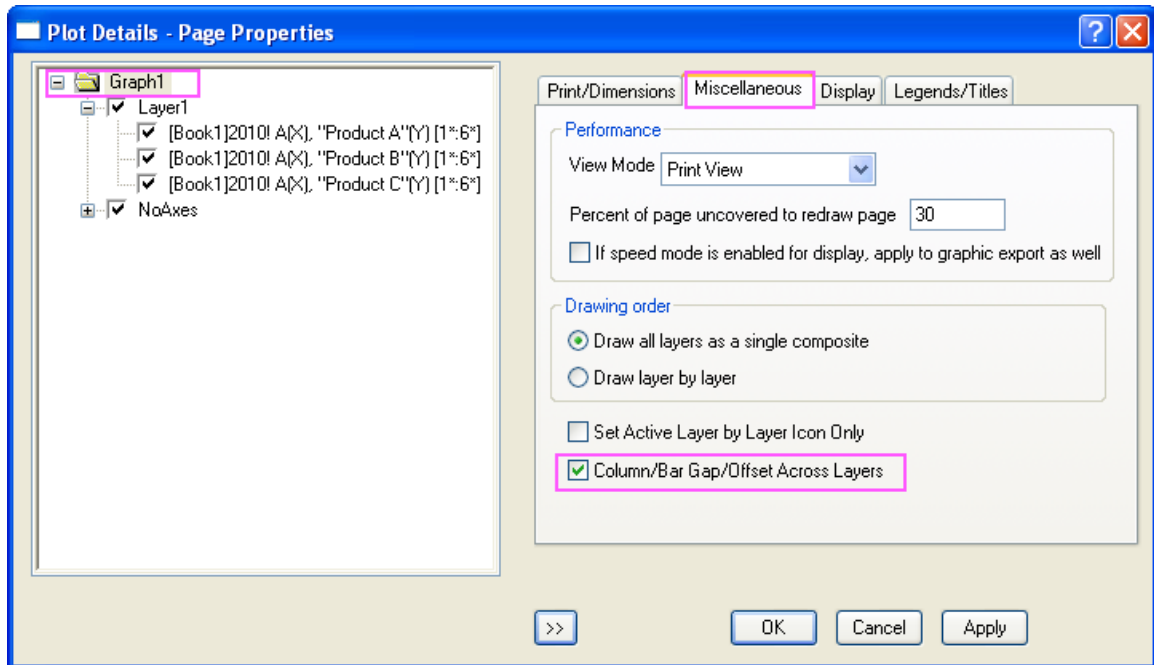 Plot Details - Page Properties
Graph1
Layer1
[Book1]2010! A(X), "Product A"(Y) [1*:6*]
[Book1]2010! A(X), "Product B"(Y) [1*:6*]
[Book1]2010! A(X), "Product C"(Y) [1*:6*]
NoAxes
Print/Dimensions Miscellaneous Display Legends/Titles
Performance
View Mode Print View
Percent of page uncovered to redraw page 30
If speed mode is enabled for display, apply to graphic export as well
Drawing order
Draw all layers as a single composite
Draw layer by layer
Set Active Layer by Layer Icon Only
Column/Bar Gap/Offset Across Layers
>> OK Cancel Apply